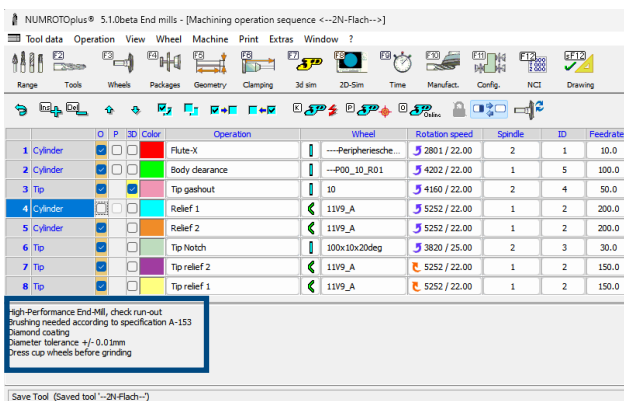 NUMROTOplus® 5.1.0beta End mills - [Machining operation sequence <--2N-Flach-->]
Tool data Operation View Wheel Machine Print Extras Window ?
F2 F3 F4 F5 F6 F7 F8 F9 F10 F11 F12 sF12
Range Tools Wheels Packages Geometry Clamping 3d sim 2D-Sim Time Manufact. Config. NCI Drawing
Ins Del K P O Online
O P 3D Color Operation Wheel Rotation speed Spindle ID Feedrate
1 Cylinder Flute-X ----Peripheriesche... 2801 / 22.00 2 1 10.0
2 Cylinder Body clearance ---P00_10_R01 4202 / 22.00 1 5 100.0
3 Tip Tip gashout 10 4160 / 22.00 2 4 50.0
4 Cylinder Relief 1 11V9_A 5252 / 22.00 1 2 200.0
5 Cylinder Relief 2 11V9_A 5252 / 22.00 1 2 200.0
6 Tip Tip Notch 100x10x20deg 3820 / 25.00 2 3 30.0
7 Tip Tip relief 2 11V9_A 5252 / 22.00 1 2 150.0
8 Tip Tip relief 1 11V9_A 5252 / 22.00 1 2 150.0
High-Performance End-Mill, check run-out
Brushing needed according to specification A-153
Diamond coating
Diameter tolerance +/- 0.01mm
Dress cup wheels before grinding
Save Tool (Saved tool '--2N-Flach--')